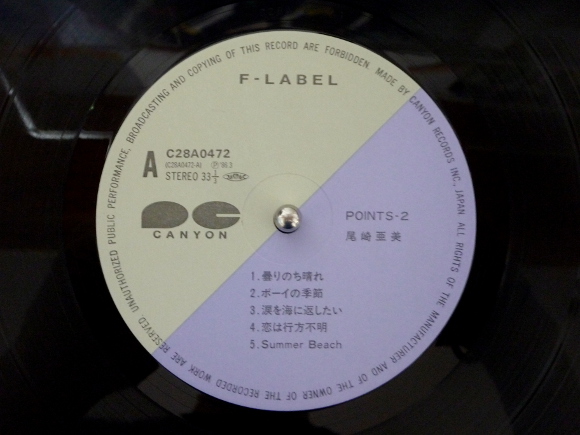 UNAUTHORIZED PUBLIC PERFORMANCE, BROADCASTING AND COPYING OF THIS RECORD ARE FORBIDDEN. MADE BY CANYON RECORDS INC, JAPAN. ALL RIGHTS OF THE MANUFACTURER AND OF THE OWNER OF THE RECORDED WORK ARE RESERVED.
F-LABEL
A
C28A0472
(C28A0472-A) Ⓟ'86.3
STEREO 33 1/3
CANYON
POINTS-2
尾崎亜美
1.曇りのち晴れ
2.ボーイの季節
3.涙を海に返したい
4.恋は行方不明
5.Summer Beach